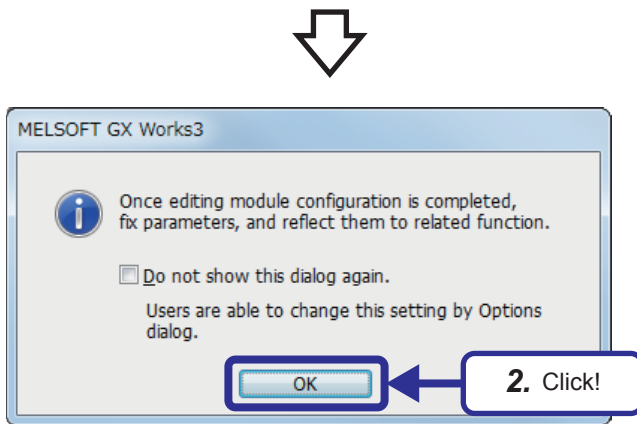 MELSOFT GX Works3
Once editing module configuration is completed,
fix parameters, and reflect them to related function.
Do not show this dialog again.
Users are able to change this setting by Options
dialog.
OK
2. Click!